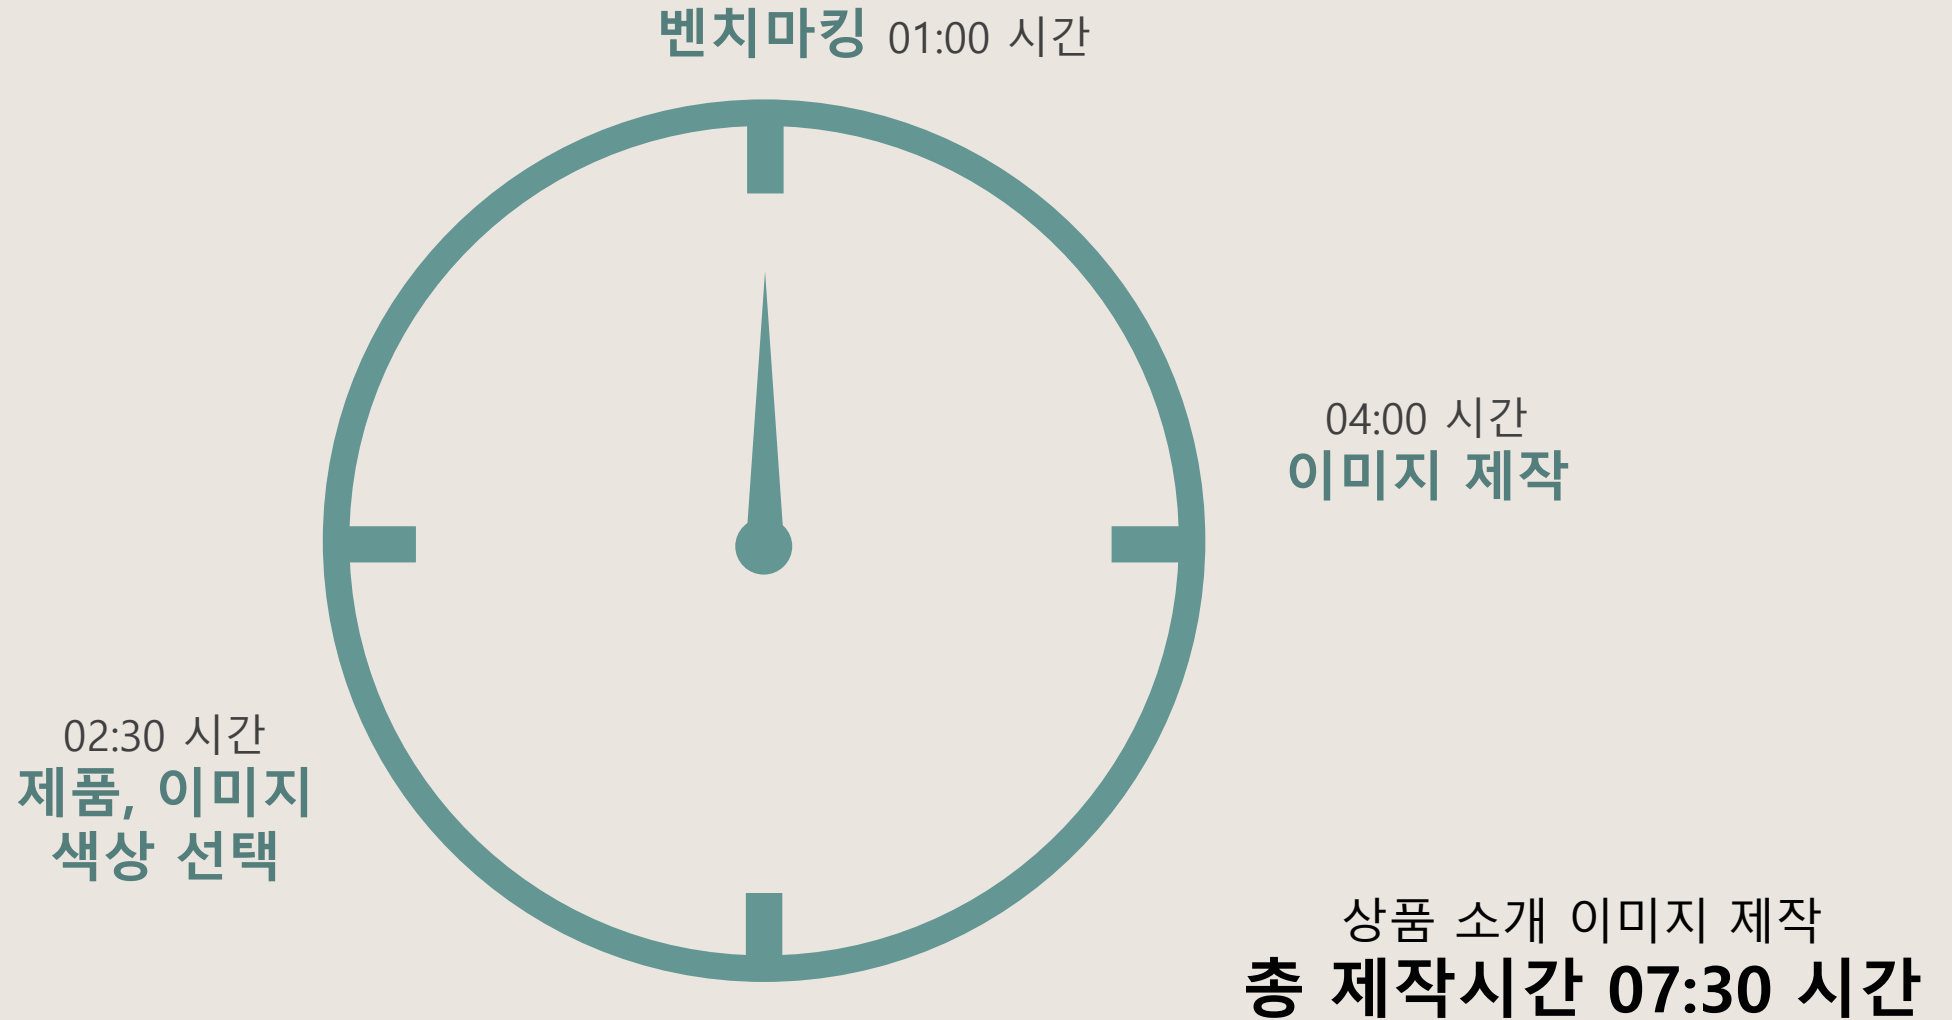 벤치마킹 01:00 시간
04:00 시간
이미지 제작
02:30 시간
제품, 이미지
색상 선택
상품 소개 이미지 제작
총 제작시간 07:30 시간